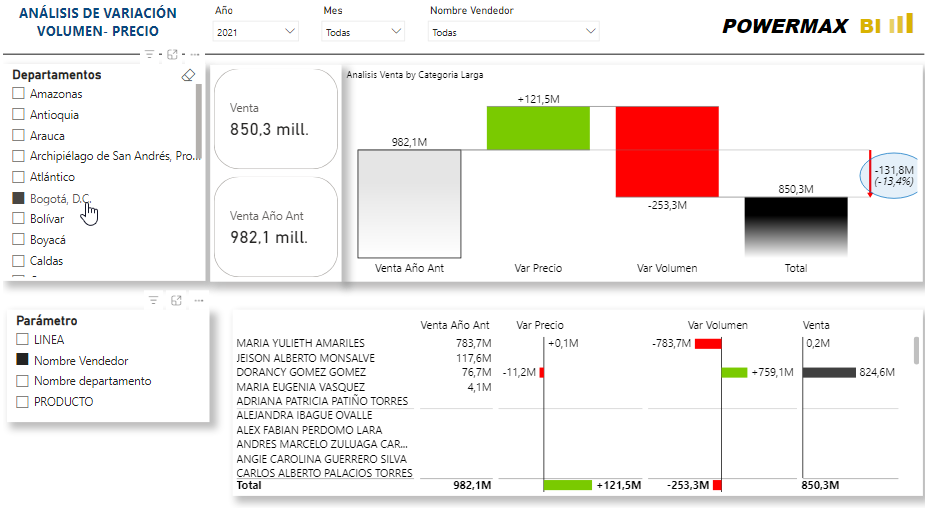 ANÁLISIS DE VARIACIÓN
VOLUMEN- PRECIO
Año
2021
Mes
Todas
Nombre Vendedor
Todas
POWERMAX BI
Departamentos
Amazonas
Antioquia
Arauca
Archipiélago de San Andrés, Pro...
Atlántico
Bogotá, D.C.
Bolívar
Boyacá
Caldas
Venta
850,3 mill.
Venta Año Ant
982,1 mill.
Analisis Venta by Categoria Larga
982,1M
+121,5M
-253,3M
850,3M
-131,8M
(-13,4%)
Venta Año Ant Var Precio Var Volumen Total
Parámetro
LINEA
Nombre Vendedor
Nombre departamento
PRODUCTO
Venta Año Ant Var Precio Var Volumen Venta
MARIA YULIETH AMARILES 783,7M +0,1M -783,7M 0,2M
JEISON ALBERTO MONSALVE 117,6M
DORANCY GOMEZ GOMEZ 76,7M -11,2M +759,1M 824,6M
MARIA EUGENIA VASQUEZ 4,1M
ADRIANA PATRICIA PATIÑO TORRES
ALEJANDRA IBAGUE OVALLE
ALEX FABIAN PERDOMO LARA
ANDRES MARCELO ZULUAGA CAR...
ANGIE CAROLINA GUERRERO SILVA
CARLOS ALBERTO PALACIOS TORRES
Total 982,1M +121,5M -253,3M 850,3M